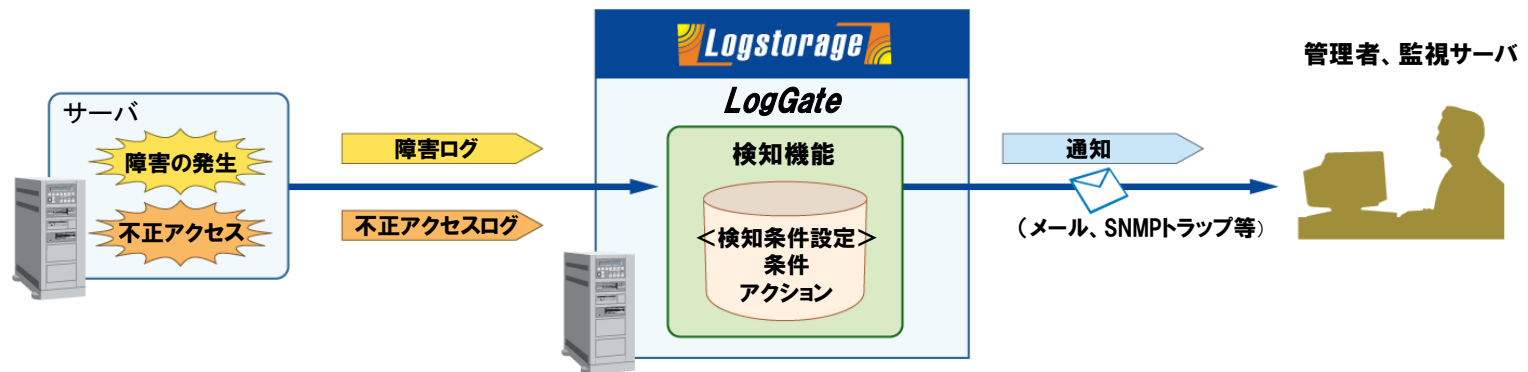 サーバ
障害の発生
不正アクセス
障害ログ
不正アクセスログ
Logstorage
LogGate
検知機能
＜検知条件設定＞
条件
アクション
通知
（メール、SNMPトラップ等）
管理者、監視サーバ